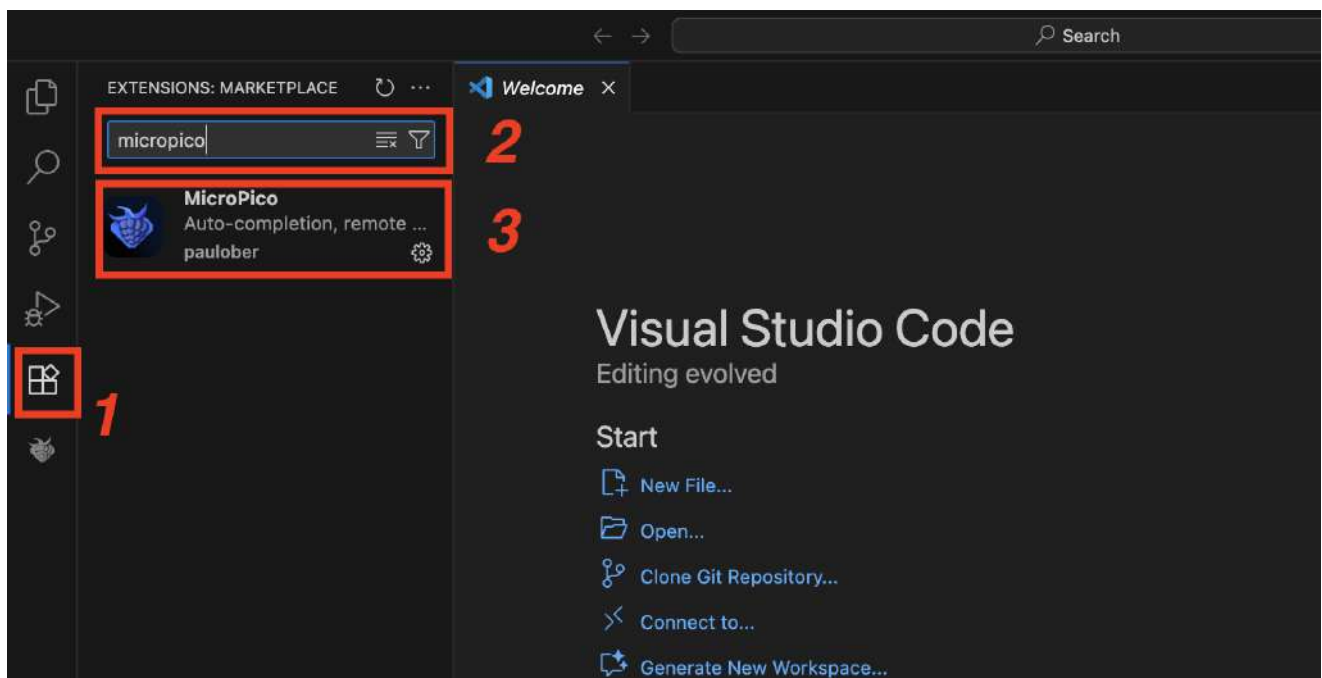 Search
EXTENSIONS: MARKETPLACE
Welcome
micropico
2
MicroPico
Auto-completion, remote ...
paulober
3
1
Visual Studio Code
Editing evolved
Start
New File...
Open...
Clone Git Repository...
Connect to...
Generate New Workspace...